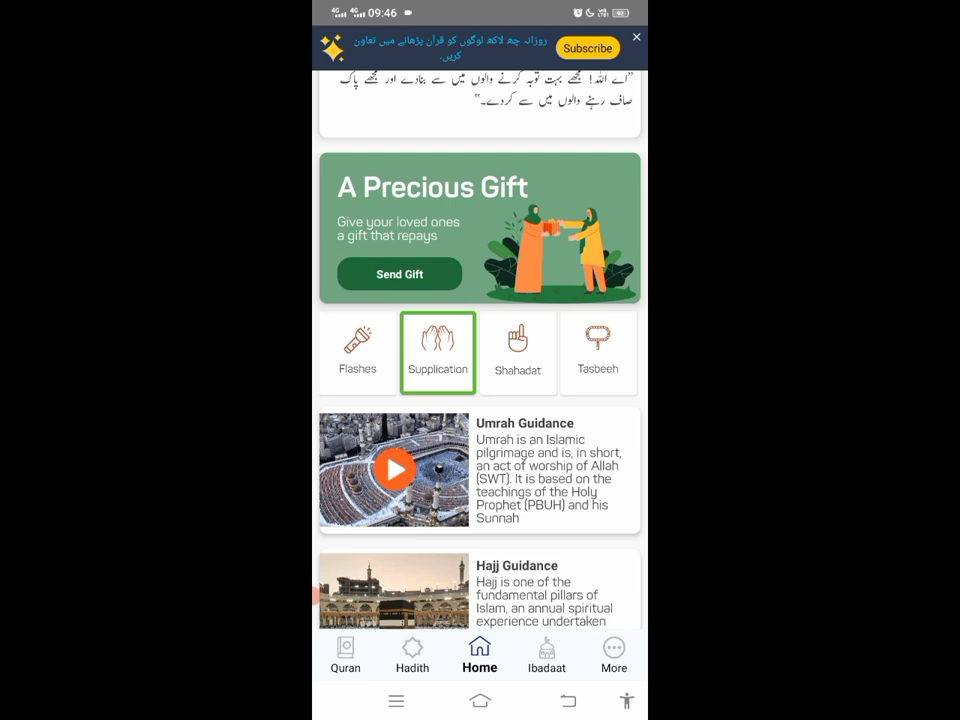 4G 4G 09:46
92
روزانہ چھ لاکھ لوگوں کو قرآن پڑھانے میں تعاون
کریں۔
Subscribe
”اے اللہ! مجھے بہت توبہ کرنے والوں میں سے بنادے اور مجھے پاک
صاف رہنے والوں میں سے کردے۔“
A Precious Gift
Give your loved ones
a gift that repays
Send Gift
Flashes
Supplication
Shahadat
Tasbeeh
Umrah Guidance
Umrah is an Islamic
pilgrimage and is, in short,
an act of worship of Allah
(SWT). It is based on the
teachings of the Holy
Prophet (PBUH) and his
Sunnah
Hajj Guidance
Hajj is one of the
fundamental pillars of
Islam, an annual spiritual
experience undertaken
Quran
Hadith
Home
Ibadaat
More